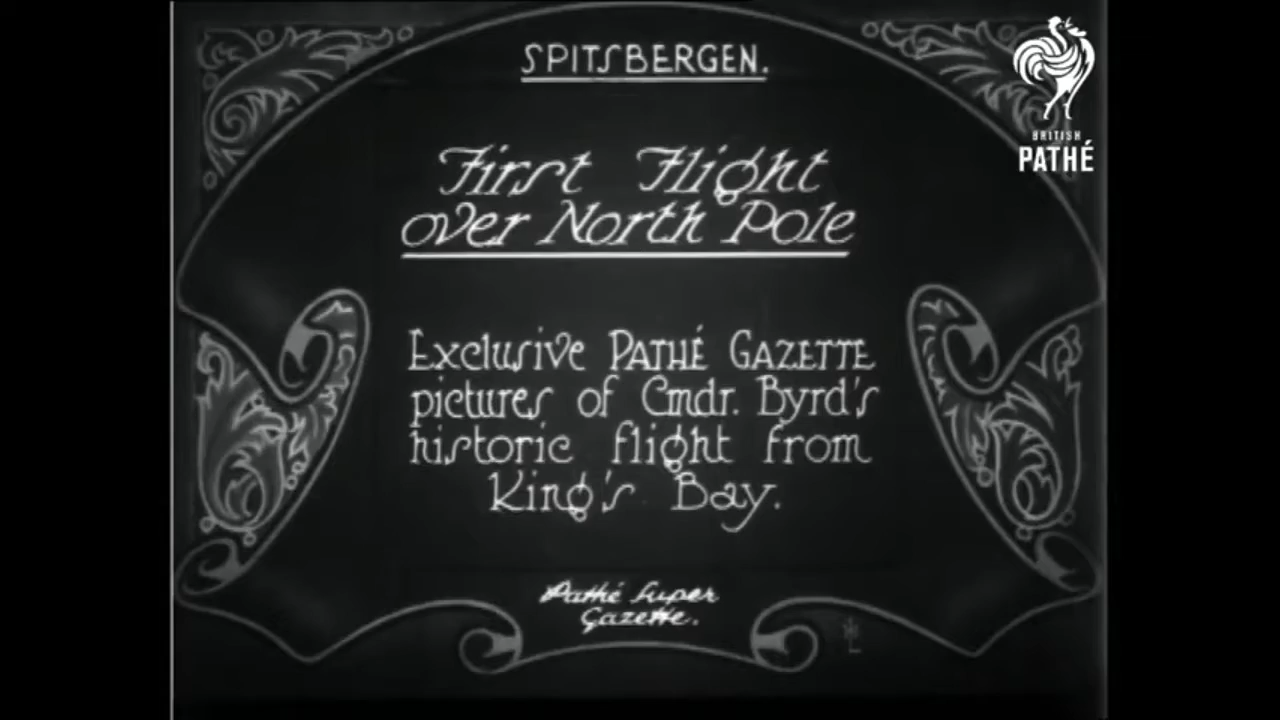 SPITSBERGEN.
First Flight
over North Pole
Exclusive PATHÉ GAZETTE
pictures of Cmdr. Byrd's
historic flight from
King's Bay.
Pathé Super
Gazette.
BRITISH
PATHÉ